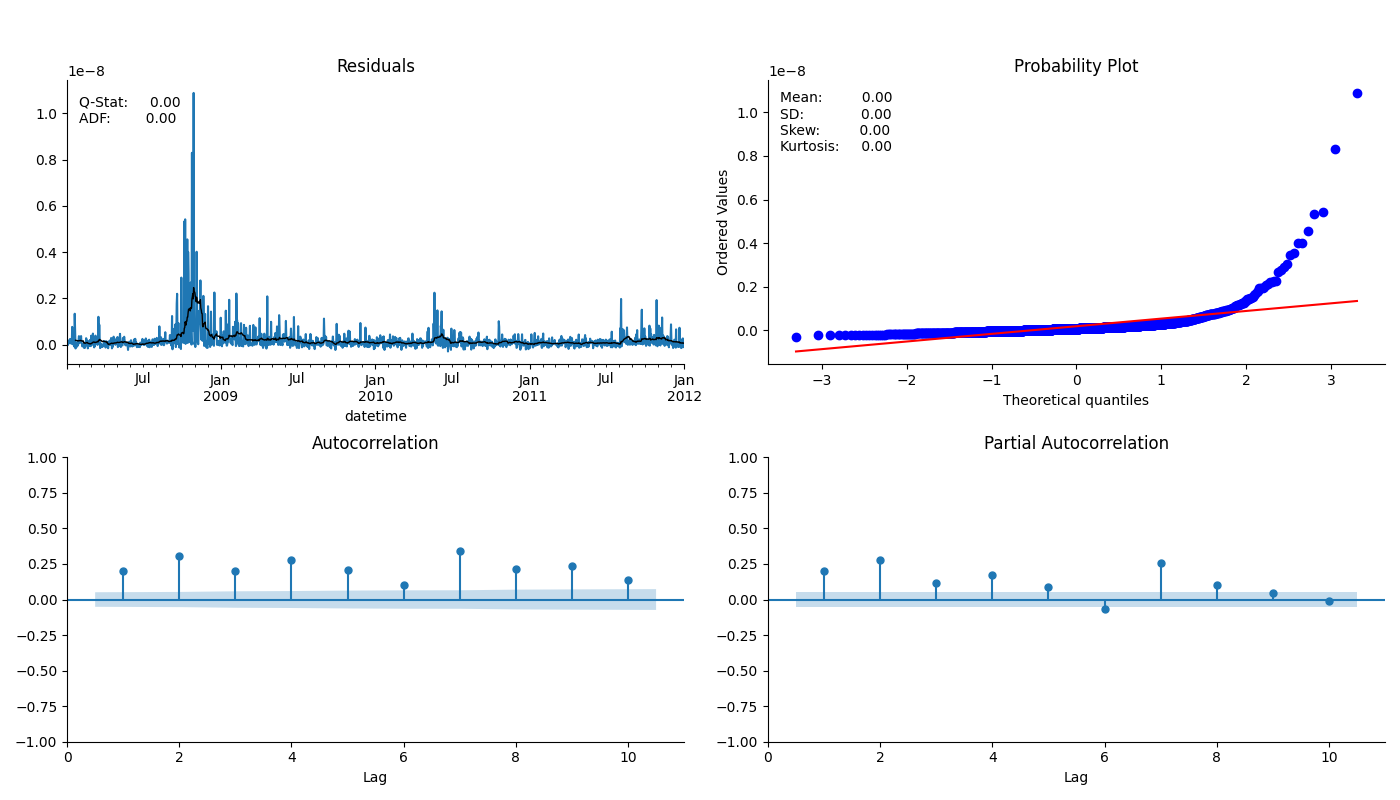 Residuals
1e−8
Q-Stat: 0.00
ADF: 0.00
1.0
0.8
0.6
0.4
0.2
0.0
Jul Jan Jul Jan Jul Jan Jul Jan
2009 2010 2011 2012
datetime
Probability Plot
1e−8
Mean: 0.00
SD: 0.00
Skew: 0.00
Kurtosis: 0.00
Ordered Values
1.0
0.8
0.6
0.4
0.2
0.0
−3 −2 −1 0 1 2 3
Theoretical quantiles
Autocorrelation
1.00
0.75
0.50
0.25
0.00
−0.25
−0.50
−0.75
−1.00
0 2 4 6 8 10
Lag
Partial Autocorrelation
1.00
0.75
0.50
0.25
0.00
−0.25
−0.50
−0.75
−1.00
0 2 4 6 8 10
Lag